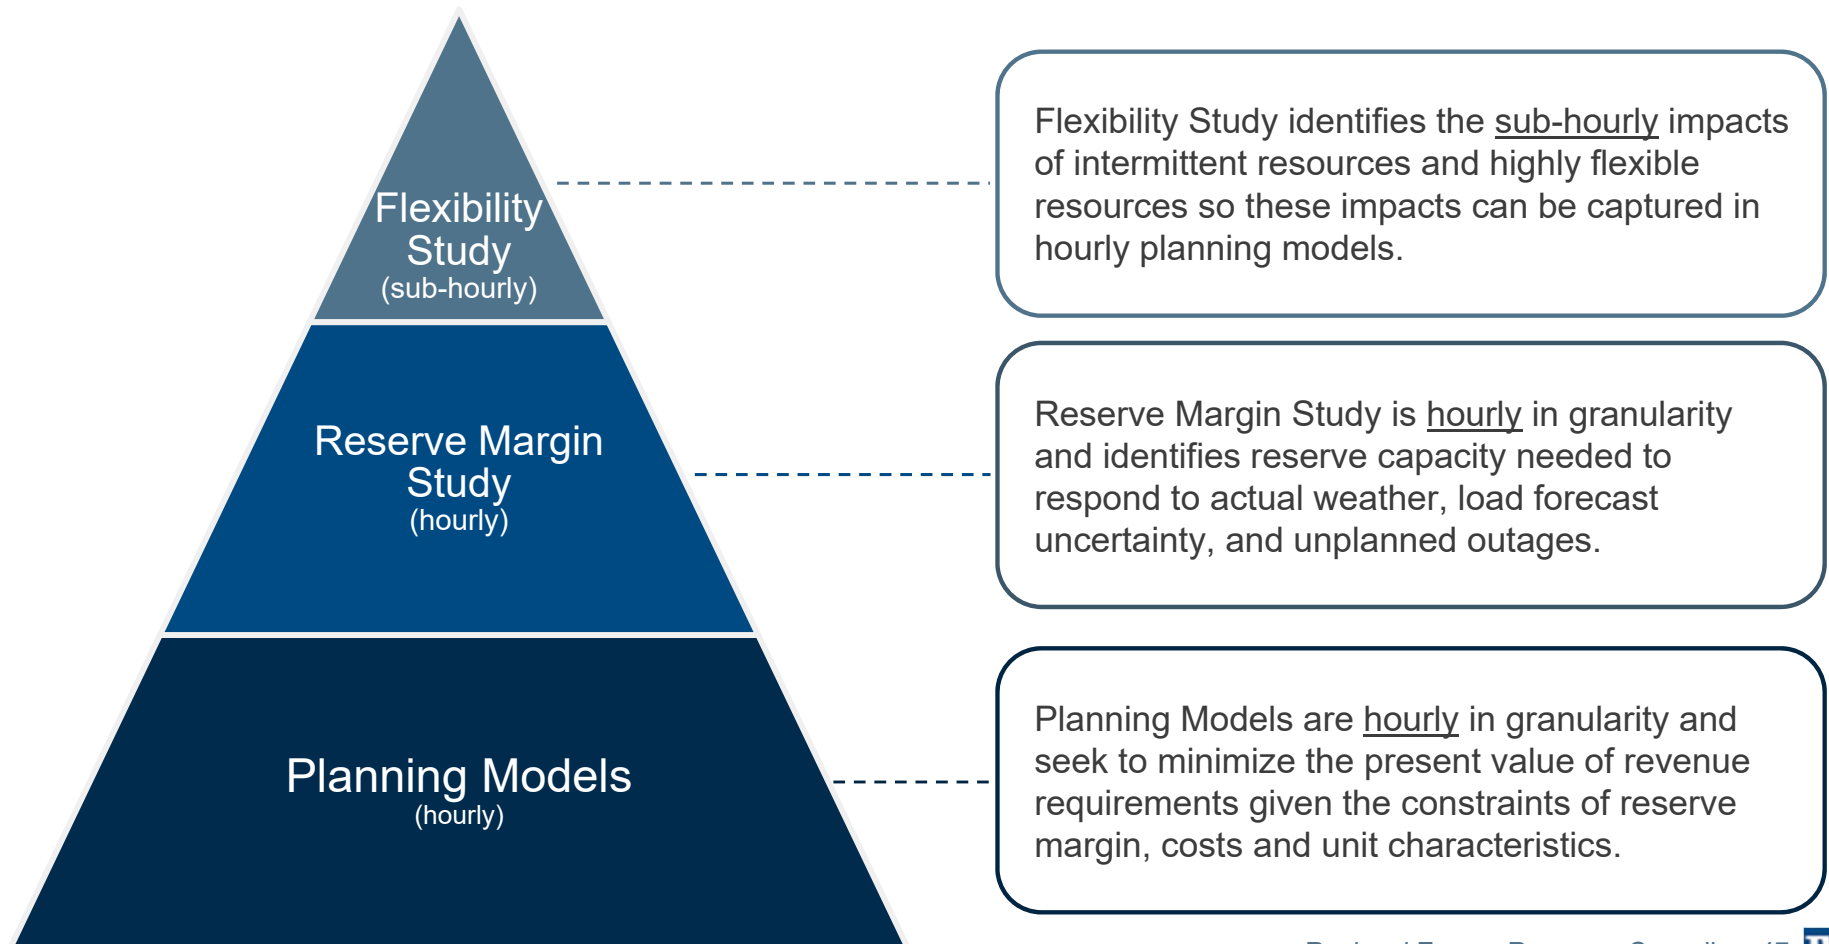 Flexibility
Study
(sub-hourly)
Flexibility Study identifies the sub-hourly impacts
of intermittent resources and highly flexible
resources so these impacts can be captured in
hourly planning models.
Reserve Margin
Study
(hourly)
Reserve Margin Study is hourly in granularity
and identifies reserve capacity needed to
respond to actual weather, load forecast
uncertainty, and unplanned outages.
Planning Models
(hourly)
Planning Models are hourly in granularity and
seek to minimize the present value of revenue
requirements given the constraints of reserve
margin, costs and unit characteristics.